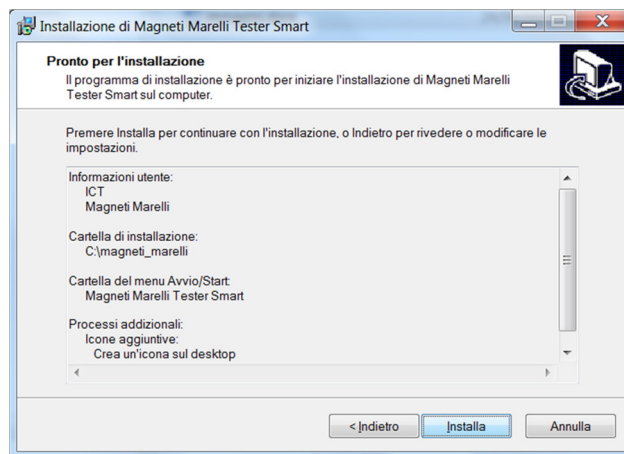 Installazione di Magneti Marelli Tester Smart
Pronto per l'installazione
Il programma di installazione è pronto per iniziare l'installazione di Magneti Marelli
Tester Smart sul computer.
Premere Installa per continuare con l'installazione, o Indietro per rivedere o modificare le
impostazioni.
Informazioni utente:
ICT
Magneti Marelli
Cartella di installazione:
C:\magneti_marelli
Cartella del menu Avvio/Start:
Magneti Marelli Tester Smart
Processi addizionali:
Icone aggiuntive:
Crea un'icona sul desktop
< Indietro
Installa
Annulla